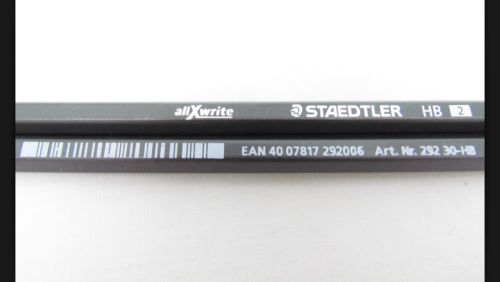 allXwrite STAEDTLER HB 2
EAN 40 07817 292006 Art. Nr. 292 30-HB